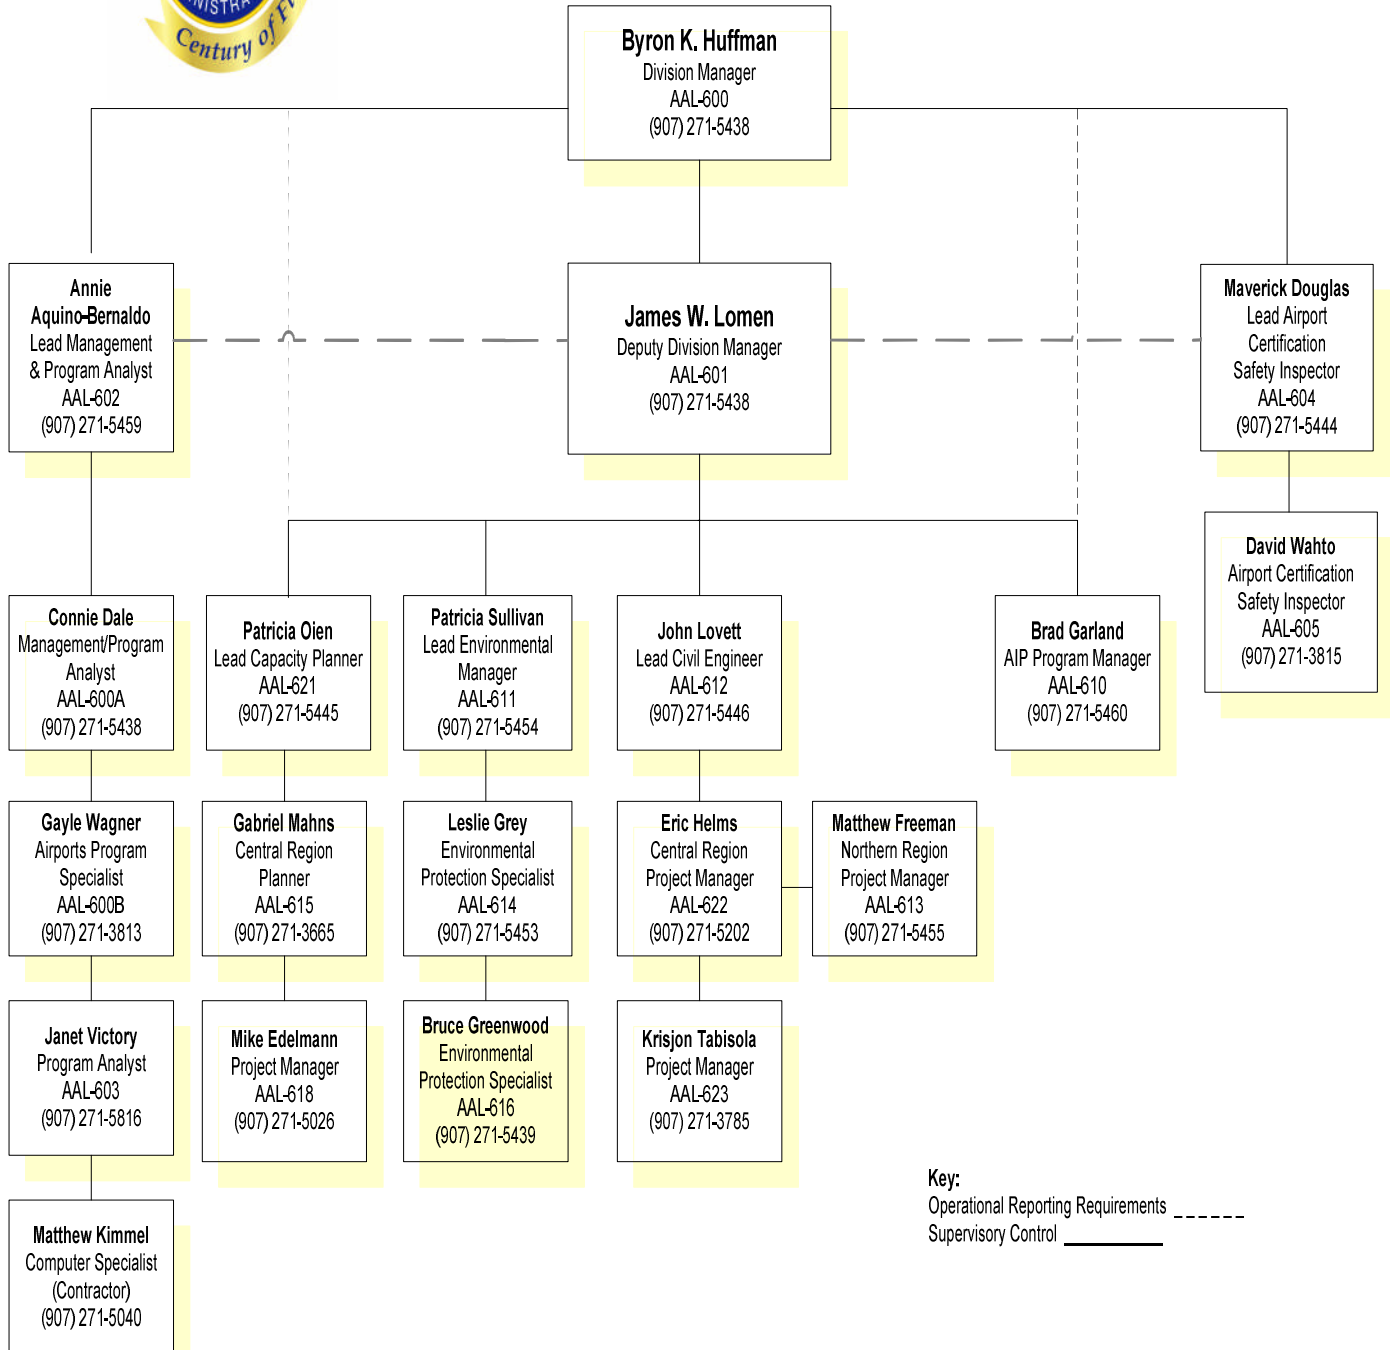 Century of
Byron K. Huffman
Division Manager
AAL-600
(907) 271-5438
Annie
Aquino-Bernaldo
Lead Management
& Program Analyst
AAL-602
(907) 271-5459
James W. Lomen
Deputy Division Manager
AAL-601
(907) 271-5438
Maverick Douglas
Lead Airport
Certification
Safety Inspector
AAL-604
(907) 271-5444
David Wahto
Airport Certification
Safety Inspector
AAL-605
(907) 271-3815
Connie Dale
Management/Program
Analyst
AAL-600A
(907) 271-5438
Patricia Oien
Lead Capacity Planner
AAL-621
(907) 271-5445
Patricia Sullivan
Lead Environmental
Manager
AAL-611
(907) 271-5454
John Lovett
Lead Civil Engineer
AAL-612
(907) 271-5446
Brad Garland
AIP Program Manager
AAL-610
(907) 271-5460
Gayle Wagner
Airports Program
Specialist
AAL-600B
(907) 271-3813
Gabriel Mahns
Central Region
Planner
AAL-615
(907) 271-3665
Leslie Grey
Environmental
Protection Specialist
AAL-614
(907) 271-5453
Eric Helms
Central Region
Project Manager
AAL-622
(907) 271-5202
Matthew Freeman
Northern Region
Project Manager
AAL-613
(907) 271-5455
Janet Victory
Program Analyst
AAL-603
(907) 271-5816
Mike Edelmann
Project Manager
AAL-618
(907) 271-5026
Bruce Greenwood
Environmental
Protection Specialist
AAL-616
(907) 271-5439
Krisjon Tabisola
Project Manager
AAL-623
(907) 271-3785
Matthew Kimmel
Computer Specialist
(Contractor)
(907) 271-5040
Key:
Operational Reporting Requirements ______
Supervisory Control ________